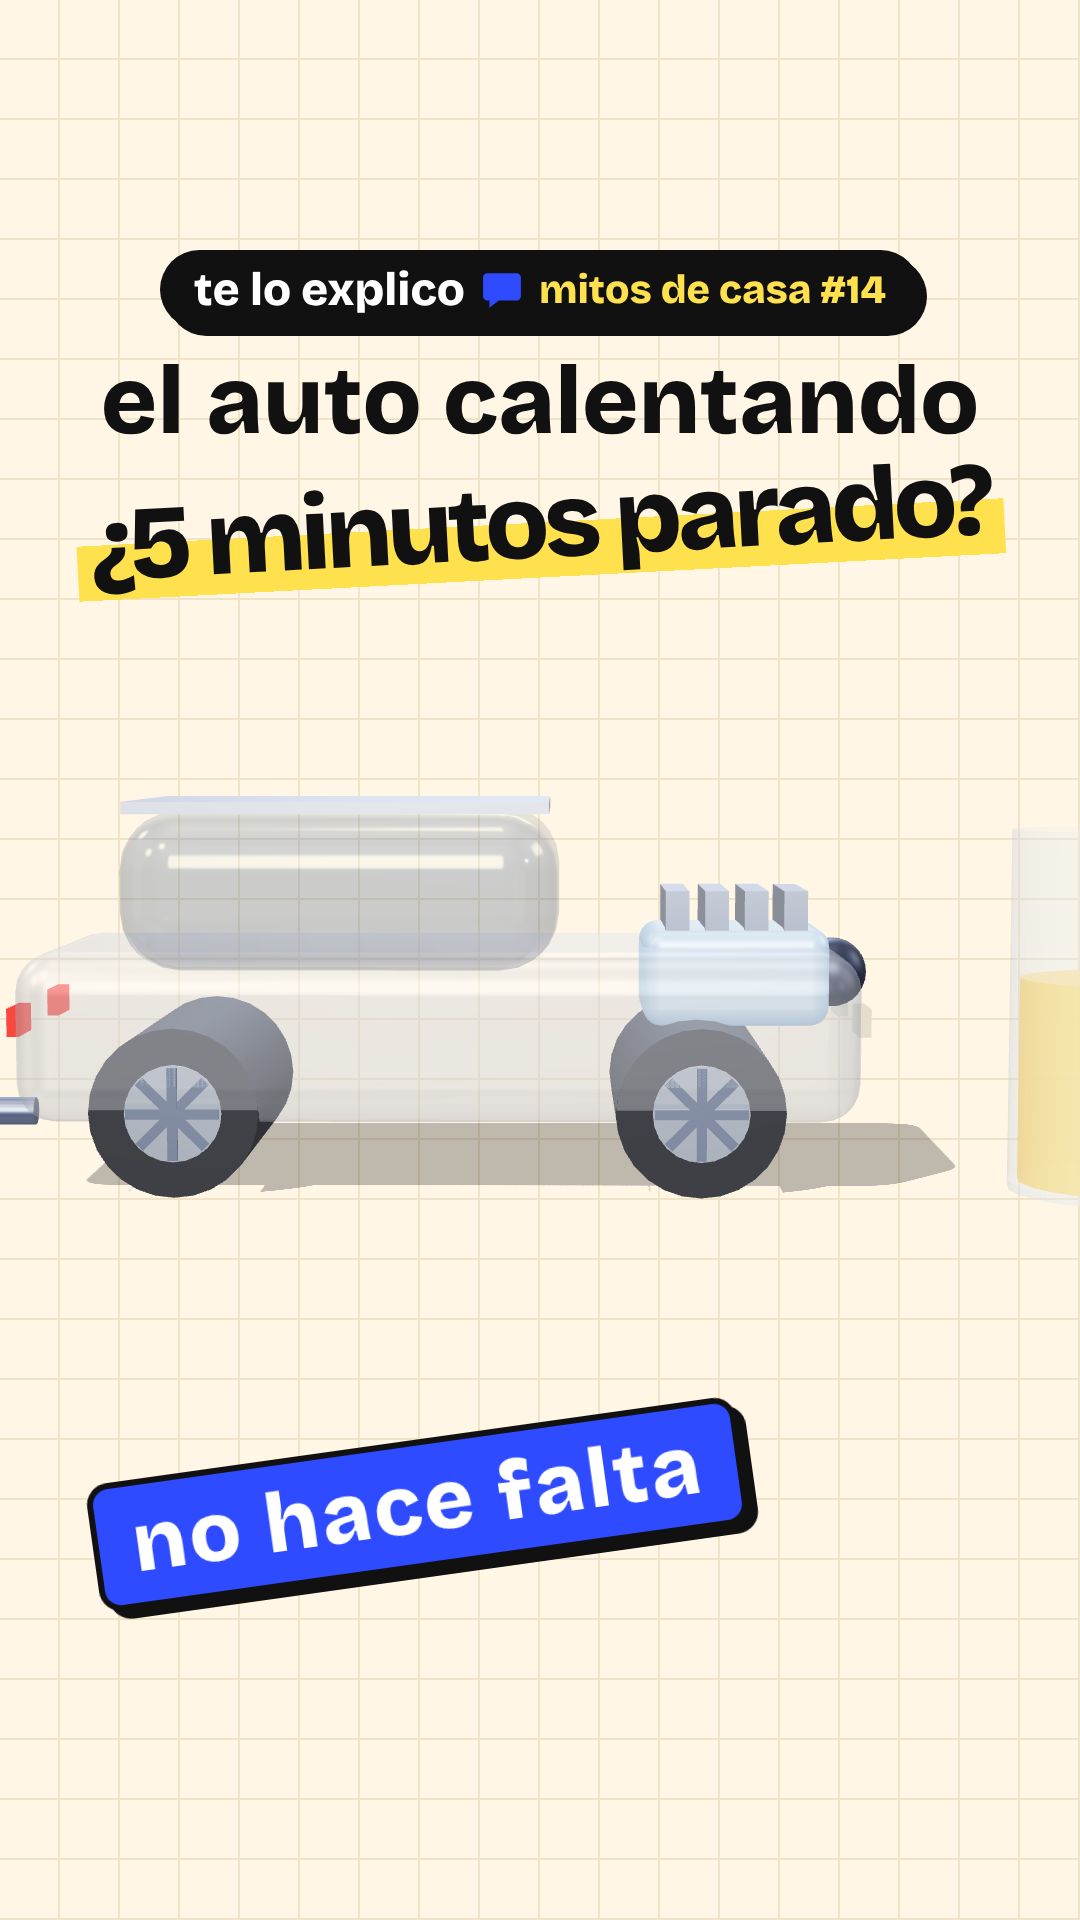 te lo explico mitos de casa #14
el auto calentando
¿5 minutos parado?
no hace falta